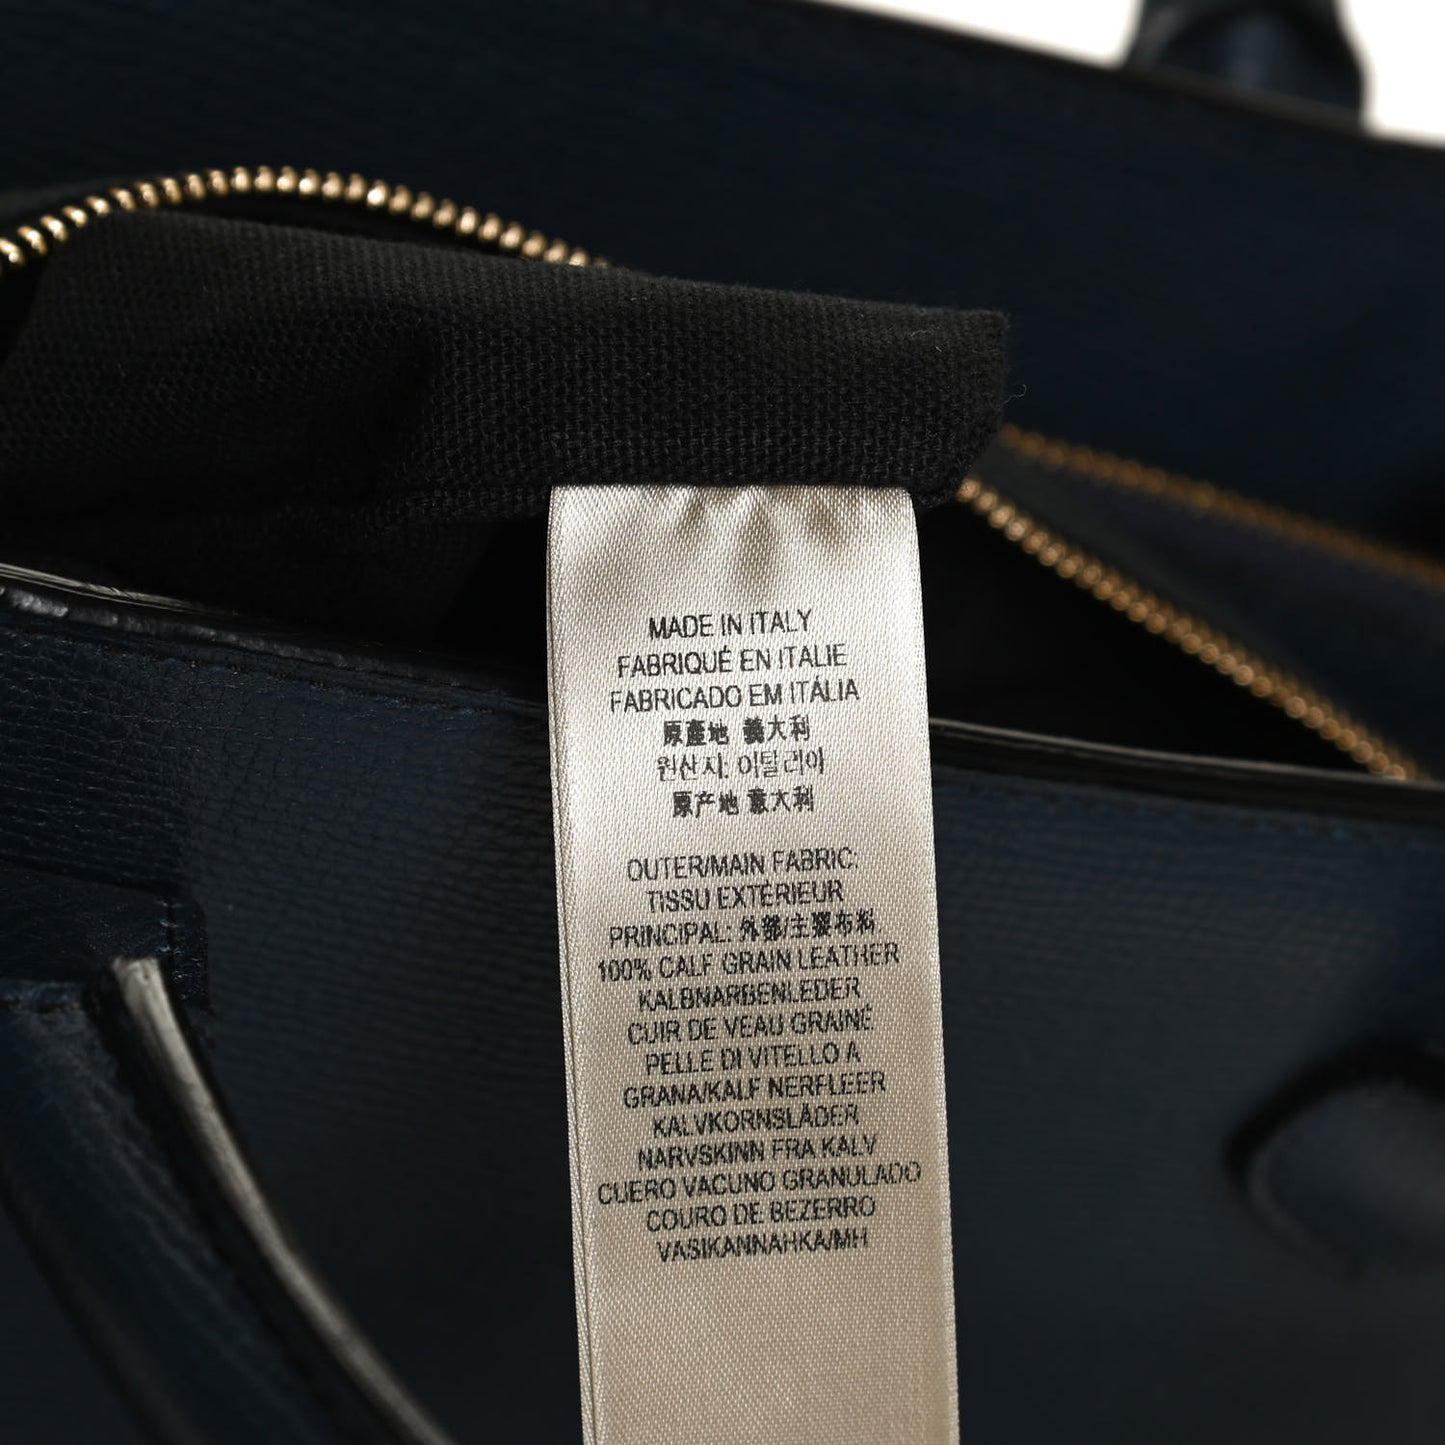 MADE IN ITALY
FABRIQUÉ EN ITALIE
FABRICADO EM ITÁLIA
原產地 義大利
원산지: 이탈리아
原产地 意大利
OUTER/MAIN FABRIC:
TISSU EXTÉRIEUR
PRINCIPAL: 外部/主要布料
100% CALF GRAIN LEATHER
KALBNARBENLEDER
CUIR DE VEAU GRAINÉ
PELLE DI VITELLO A
GRANA/KALF NERFLEER
KALVKORNSLÄDER
NARVSKINN FRA KALV
CUERO VACUNO GRANULADO
COURO DE BEZERRO
VASIKANNAHKA/MH